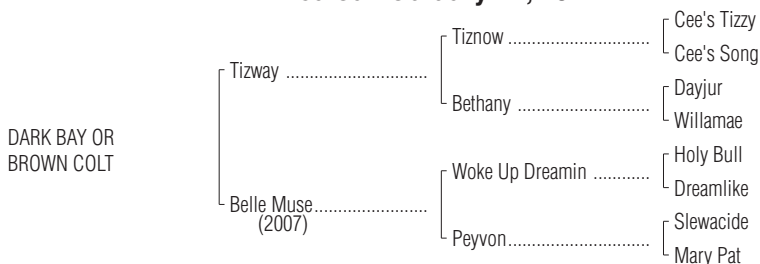 Cee's Tizzy
Tiznow ..............................
Cee's Song
Tizway ..............................
Dayjur
Bethany ............................
Willamae
DARK BAY OR
BROWN COLT
Holy Bull
Woke Up Dreamin ............
Dreamlike
Belle Muse........................
(2007)
Slewacide
Peyvon..............................
Mary Pat